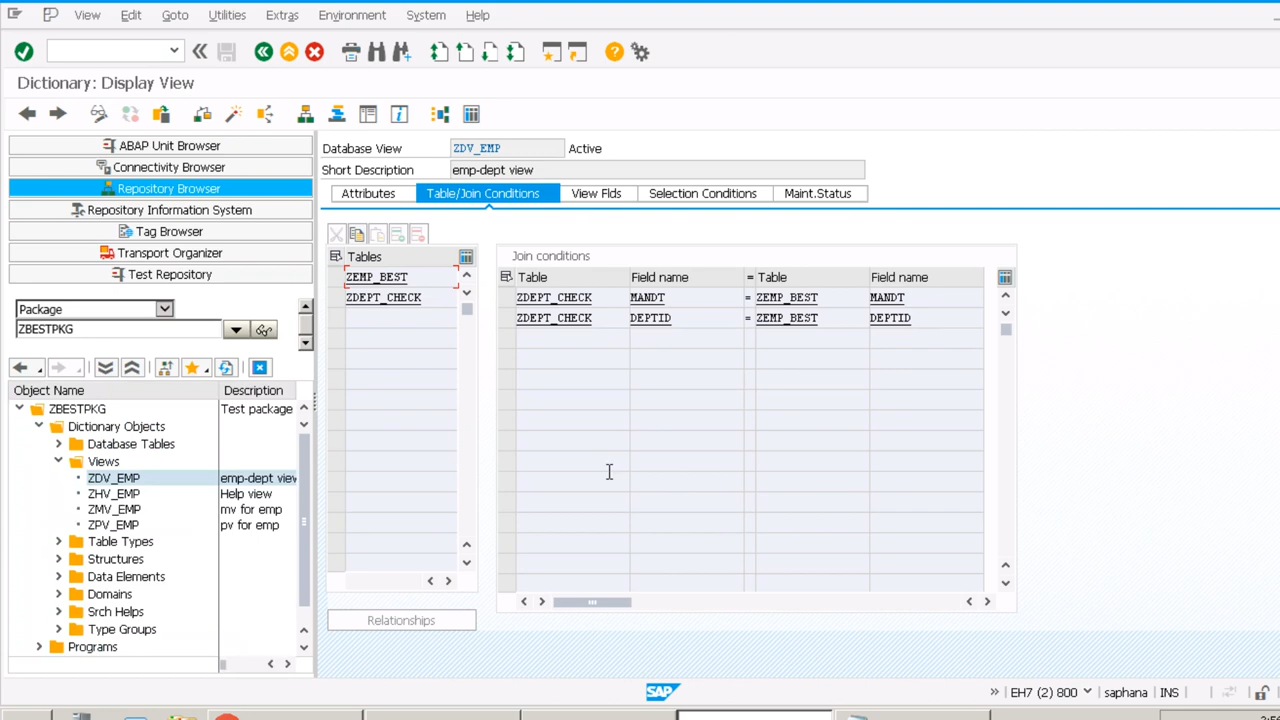 View Edit Goto Utilities Extras Environment System Help
Dictionary: Display View
ABAP Unit Browser
Connectivity Browser
Repository Browser
Repository Information System
Tag Browser
Transport Organizer
Test Repository
Package
ZBESTPKG
Object Name Description
ZBESTPKG Test package
Dictionary Objects
Database Tables
Views
ZDV_EMP emp-dept view
ZHV_EMP Help view
ZMV_EMP mv for emp
ZPV_EMP pv for emp
Table Types
Structures
Data Elements
Domains
Srch Helps
Type Groups
Programs
Database View ZDV_EMP Active
Short Description emp-dept view
Attributes Table/Join Conditions View Flds Selection Conditions Maint.Status
Tables
ZEMP_BEST
ZDEPT_CHECK
Relationships
Join conditions
Table Field name = Table Field name
ZDEPT_CHECK MANDT = ZEMP_BEST MANDT
ZDEPT_CHECK DEPTID = ZEMP_BEST DEPTID
SAP
EH7 (2) 800 saphana INS